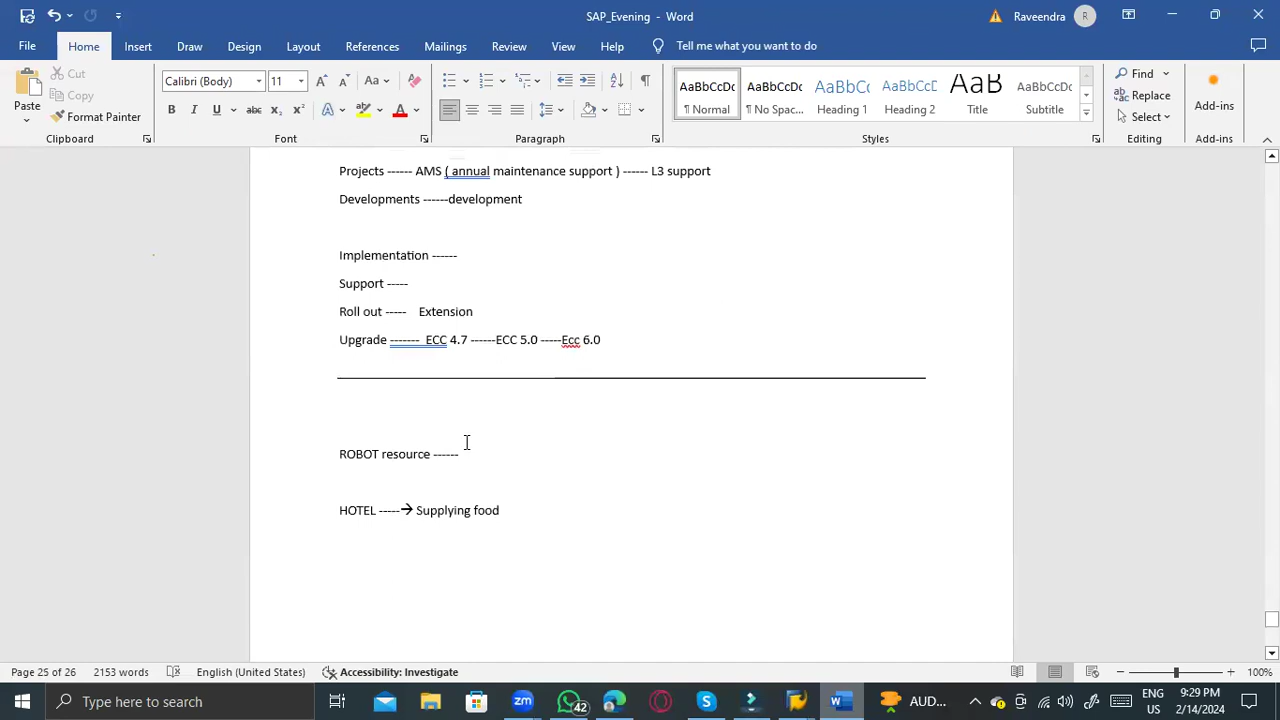 SAP_Evening - Word
Raveendra
R
File
Home
Insert
Draw
Design
Layout
References
Mailings
Review
View
Help
Tell me what you want to do
Paste
Cut
Copy
Format Painter
Clipboard
Calibri (Body)
11
Font
Paragraph
AaBbCcDc
Normal
AaBbCcDc
No Spac...
AaBbCc
Heading 1
AaBbCcD
Heading 2
AaB
Title
AaBbCcD
Subtitle
Styles
Find
Replace
Select
Editing
Add-ins
Add-ins
Projects ------ AMS ( annual maintenance support ) ------ L3 support
Developments ------development
Implementation ------
Support -----
Roll out ----- Extension
Upgrade ------- ECC 4.7 ------ECC 5.0 -----Ecc 6.0
ROBOT resource ------
HOTEL -----→ Supplying food
Page 25 of 26
2153 words
English (United States)
Accessibility: Investigate
100%
Type here to search
zm
42
AUD...
ENG
US
9:29 PM
2/14/2024